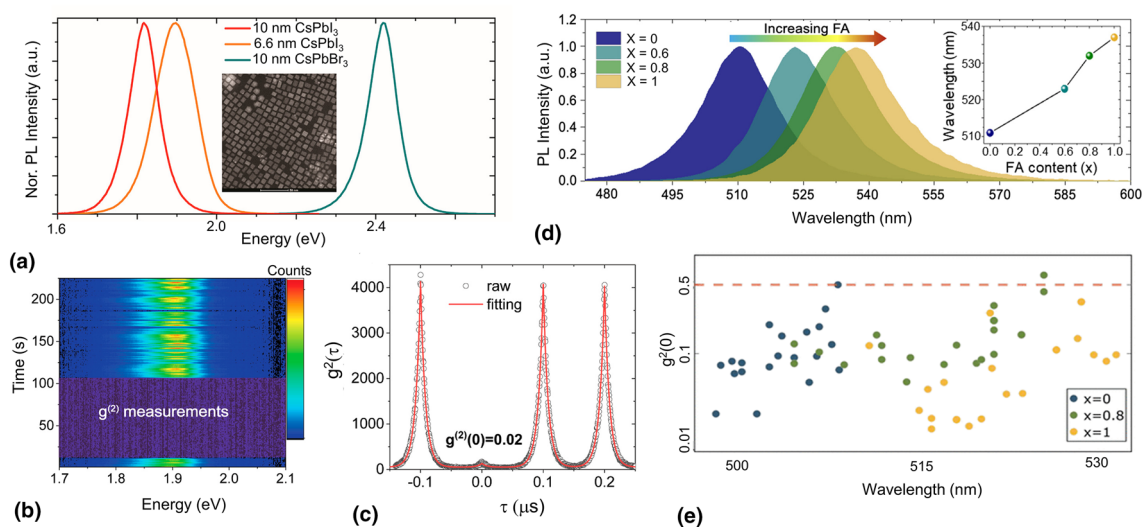 (a)
Nor. PL Intensity (a.u.)
10 nm CsPbI₃
6.6 nm CsPbI₃
10 nm CsPbBr₃
1.6 2.0 2.4
Energy (eV)
(b)
Counts
Time (s)
200
150
100
50
g⁽²⁾ measurements
1.7 1.8 1.9 2.0 2.1
Energy (eV)
(c)
g²(τ)
4000
3000
2000
1000
0
raw
fitting
g⁽²⁾(0)=0.02
-0.1 0.0 0.1 0.2
τ (μs)
(d)
PL Intensity (a.u.)
1.2
1.0
0.8
0.6
0.4
0.2
0.0
X = 0
X = 0.6
X = 0.8
X = 1
Increasing FA
480 495 510 525 540 555 570 585 600
Wavelength (nm)
Wavelength (nm)
540
530
520
510
0.0 0.2 0.4 0.6 0.8 1.0
FA content (x)
(e)
g²(0)
0.5
0.1
0.01
x=0
x=0.8
x=1
500 515 530
Wavelength (nm)